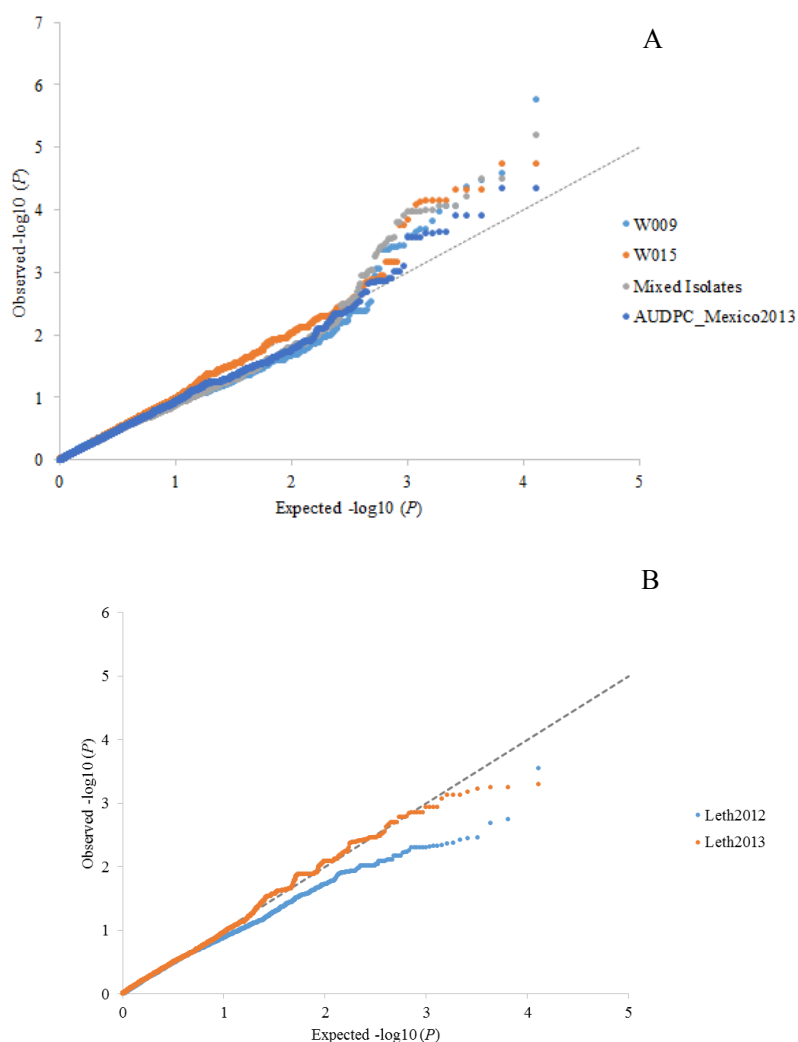 A
7
6
5
4
3
2
1
0
Observed -log10 (P)
0 1 2 3 4 5
Expected -log10 (P)
W009
W015
Mixed Isolates
AUDPC_Mexico2013
B
6
5
4
3
2
1
0
Observed -log10 (P)
0 1 2 3 4 5
Expected -log10 (P)
Leth2012
Leth2013